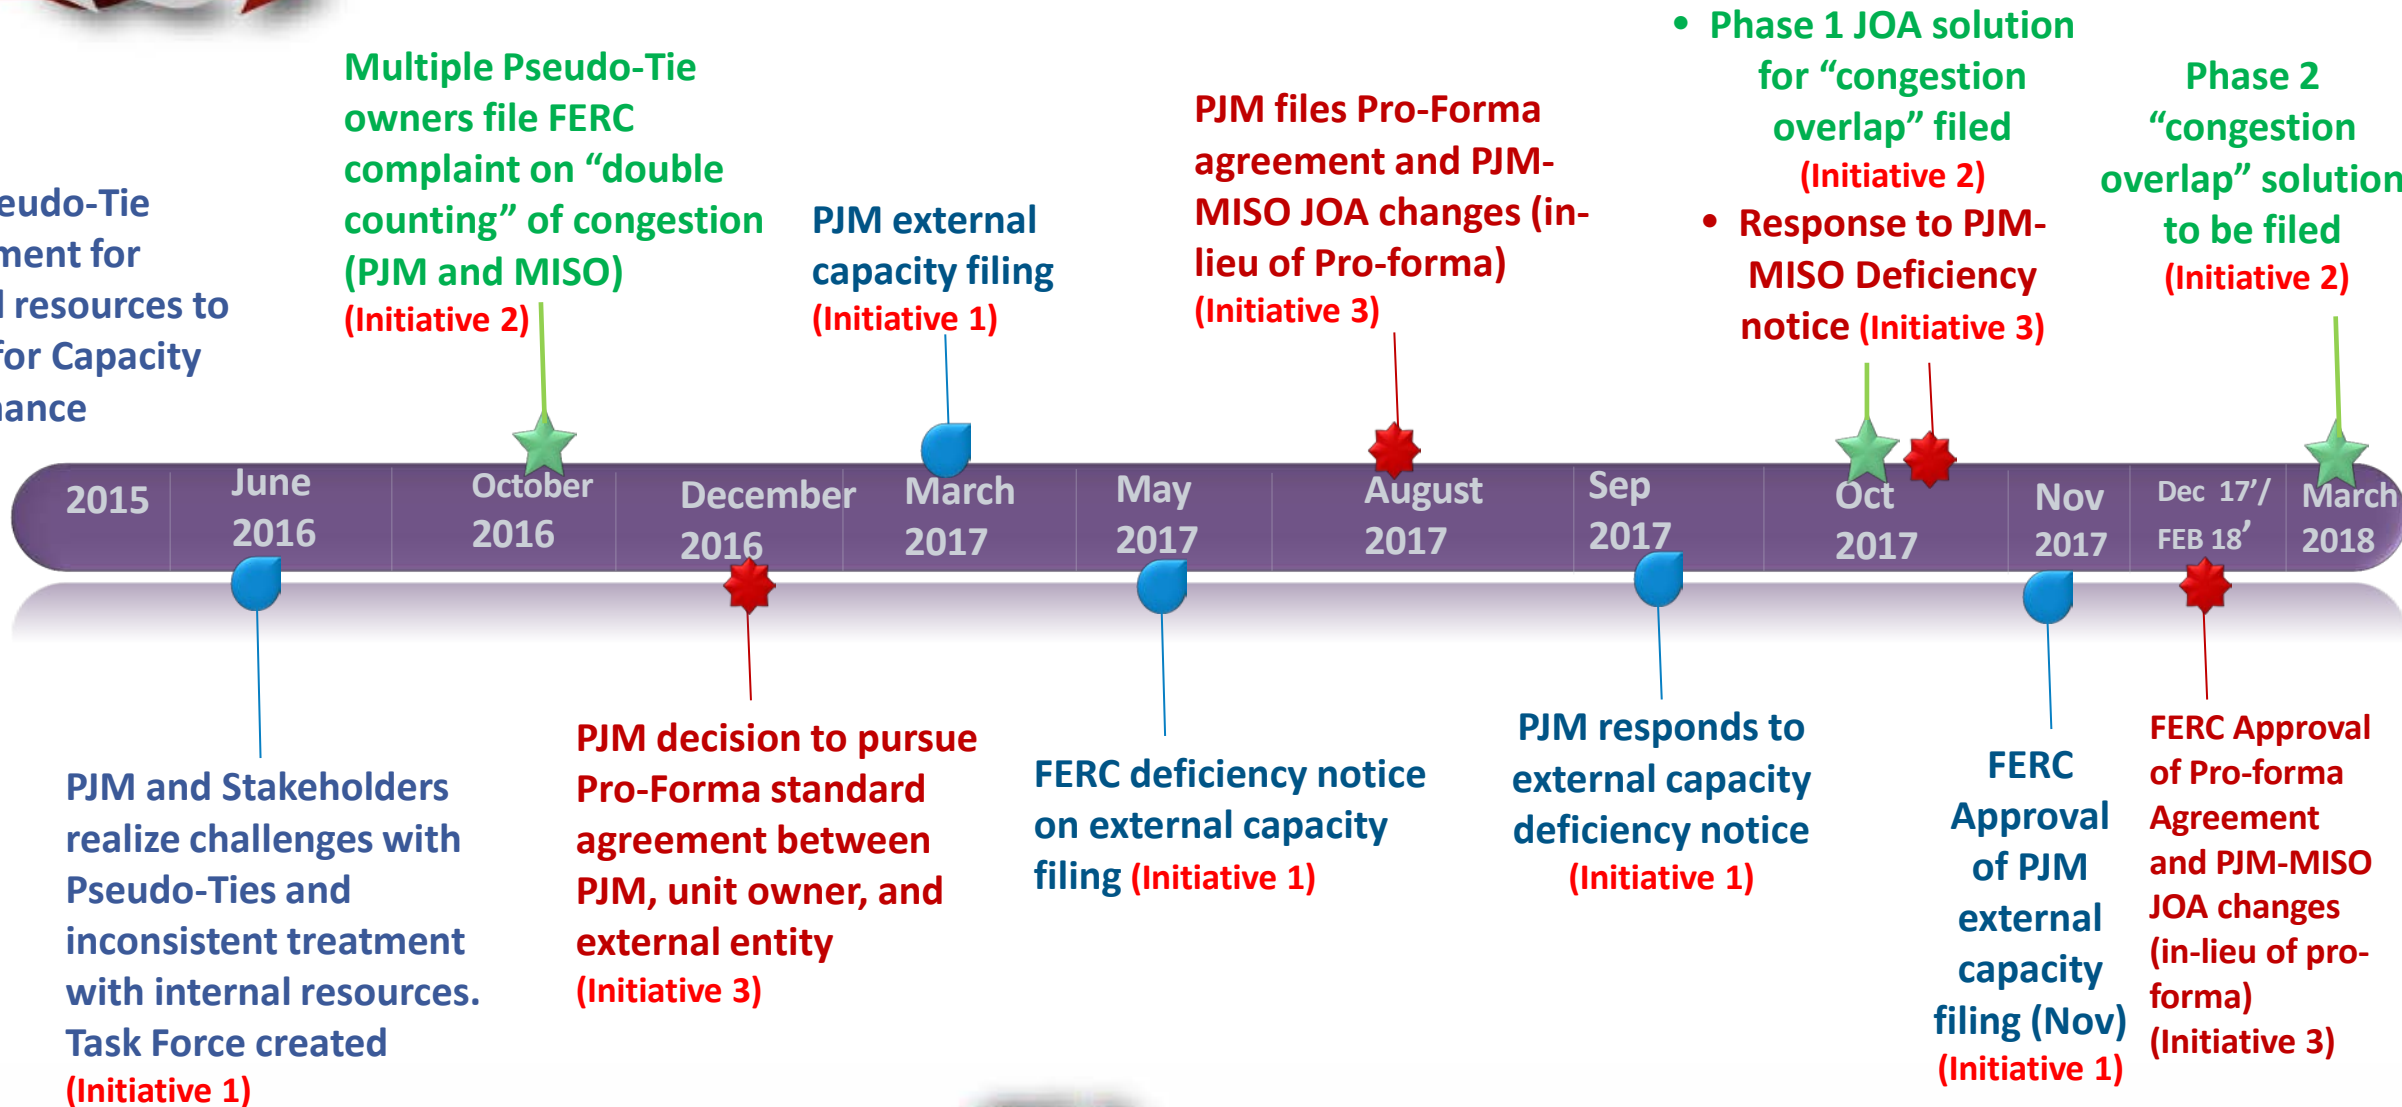 Pseudo-Tie
for
resources to
for Capacity
Multiple Pseudo-Tie
owners file FERC
complaint on “double
counting” of congestion
(PJM and MISO)
(Initiative 2)
PJM external
capacity filing
(Initiative 1)
PJM files Pro-Forma
agreement and PJM-
MISO JOA changes (in-
lieu of Pro-forma)
(Initiative 3)
• Phase 1 JOA solution
for “congestion
overlap” filed
(Initiative 2)
• Response to PJM-
MISO Deficiency
notice (Initiative 3)
Phase 2
“congestion
overlap” solution
to be filed
(Initiative 2)
2015
June
2016
October
2016
December
2016
March
2017
May
2017
August
2017
Sep
2017
Oct
2017
Nov
2017
Dec 17’/
FEB 18’
March
2018
PJM and Stakeholders
realize challenges with
Pseudo-Ties and
inconsistent treatment
with internal resources.
Task Force created
(Initiative 1)
PJM decision to pursue
Pro-Forma standard
agreement between
PJM, unit owner, and
external entity
(Initiative 3)
FERC deficiency notice
on external capacity
filing (Initiative 1)
PJM responds to
external capacity
deficiency notice
(Initiative 1)
FERC
Approval
of PJM
external
capacity
filing (Nov)
(Initiative 1)
FERC Approval
of Pro-forma
Agreement
and PJM-MISO
JOA changes
(in-lieu of pro-
forma)
(Initiative 3)